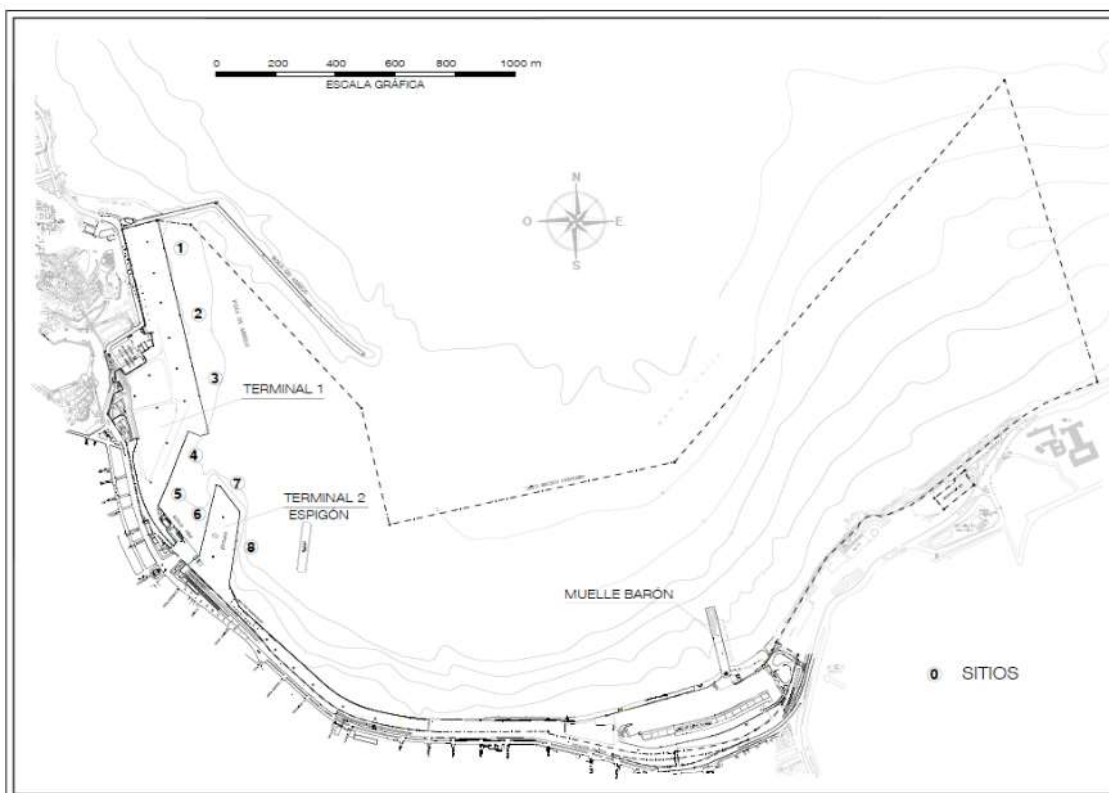 0 200 400 600 800 1000 m
ESCALA GRÁFICA
N
O E
S
1
2
3
TERMINAL 1
4
7
5
TERMINAL 2
6
ESPIGÓN
8
MUELLE BARÓN
0 SITIOS